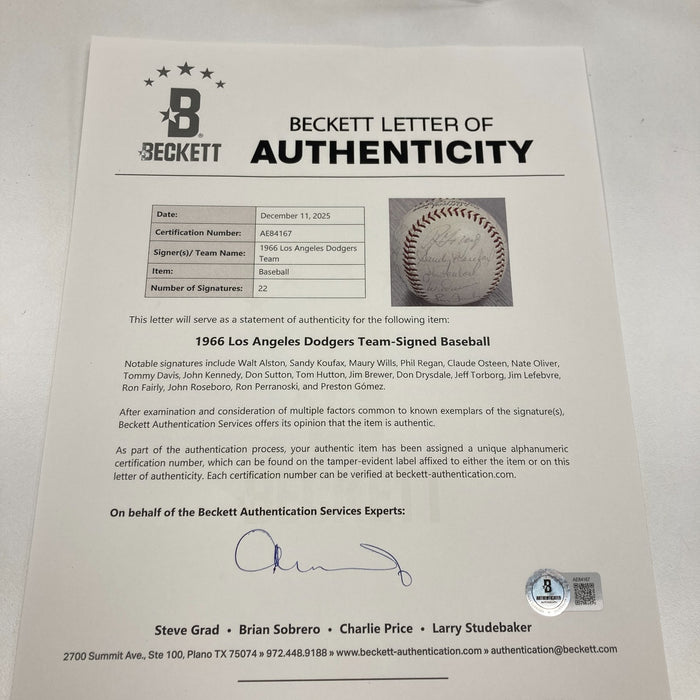 BECKETT
BECKETT LETTER OF
AUTHENTICITY
Date: December 11, 2025
Certification Number: AE84167
Signer(s)/ Team Name: 1966 Los Angeles Dodgers Team
Item: Baseball
Number of Signatures: 22
This letter will serve as a statement of authenticity for the following item:
1966 Los Angeles Dodgers Team-Signed Baseball
Notable signatures include Walt Alston, Sandy Koufax, Maury Wills, Phil Regan, Claude Osteen, Nate Oliver,
Tommy Davis, John Kennedy, Don Sutton, Tom Hutton, Jim Brewer, Don Drysdale, Jeff Torborg, Jim Lefebvre,
Ron Fairly, John Roseboro, Ron Perranoski, and Preston Gómez.
After examination and consideration of multiple factors common to known exemplars of the signature(s),
Beckett Authentication Services offers its opinion that the item is authentic.
As part of the authentication process, your authentic item has been assigned a unique alphanumeric
certification number, which can be found on the tamper-evident label affixed to either the item or on this
letter of authenticity. Each certification number can be verified at beckett-authentication.com.
On behalf of the Beckett Authentication Services Experts:
AE84167
Steve Grad • Brian Sobrero • Charlie Price • Larry Studebaker
2700 Summit Ave., Ste 100, Plano TX 75074 » 972.448.9188 » www.beckett-authentication.com » authentication@beckett.com